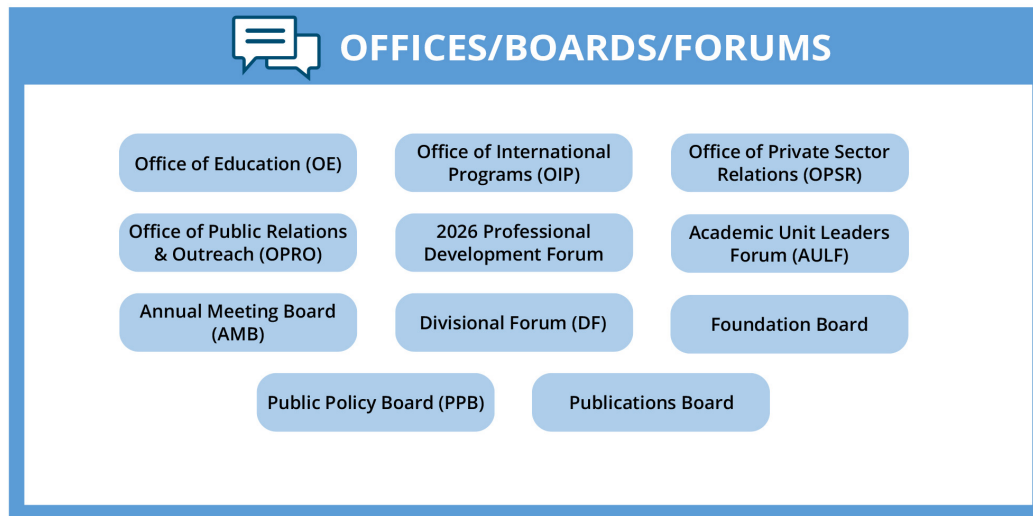 OFFICES/BOARDS/FORUMS
Office of Education (OE)
Office of International
Programs (OIP)
Office of Private Sector
Relations (OPSR)
Office of Public Relations
& Outreach (OPRO)
2026 Professional
Development Forum
Academic Unit Leaders
Forum (AULF)
Annual Meeting Board
(AMB)
Divisional Forum (DF)
Foundation Board
Public Policy Board (PPB)
Publications Board